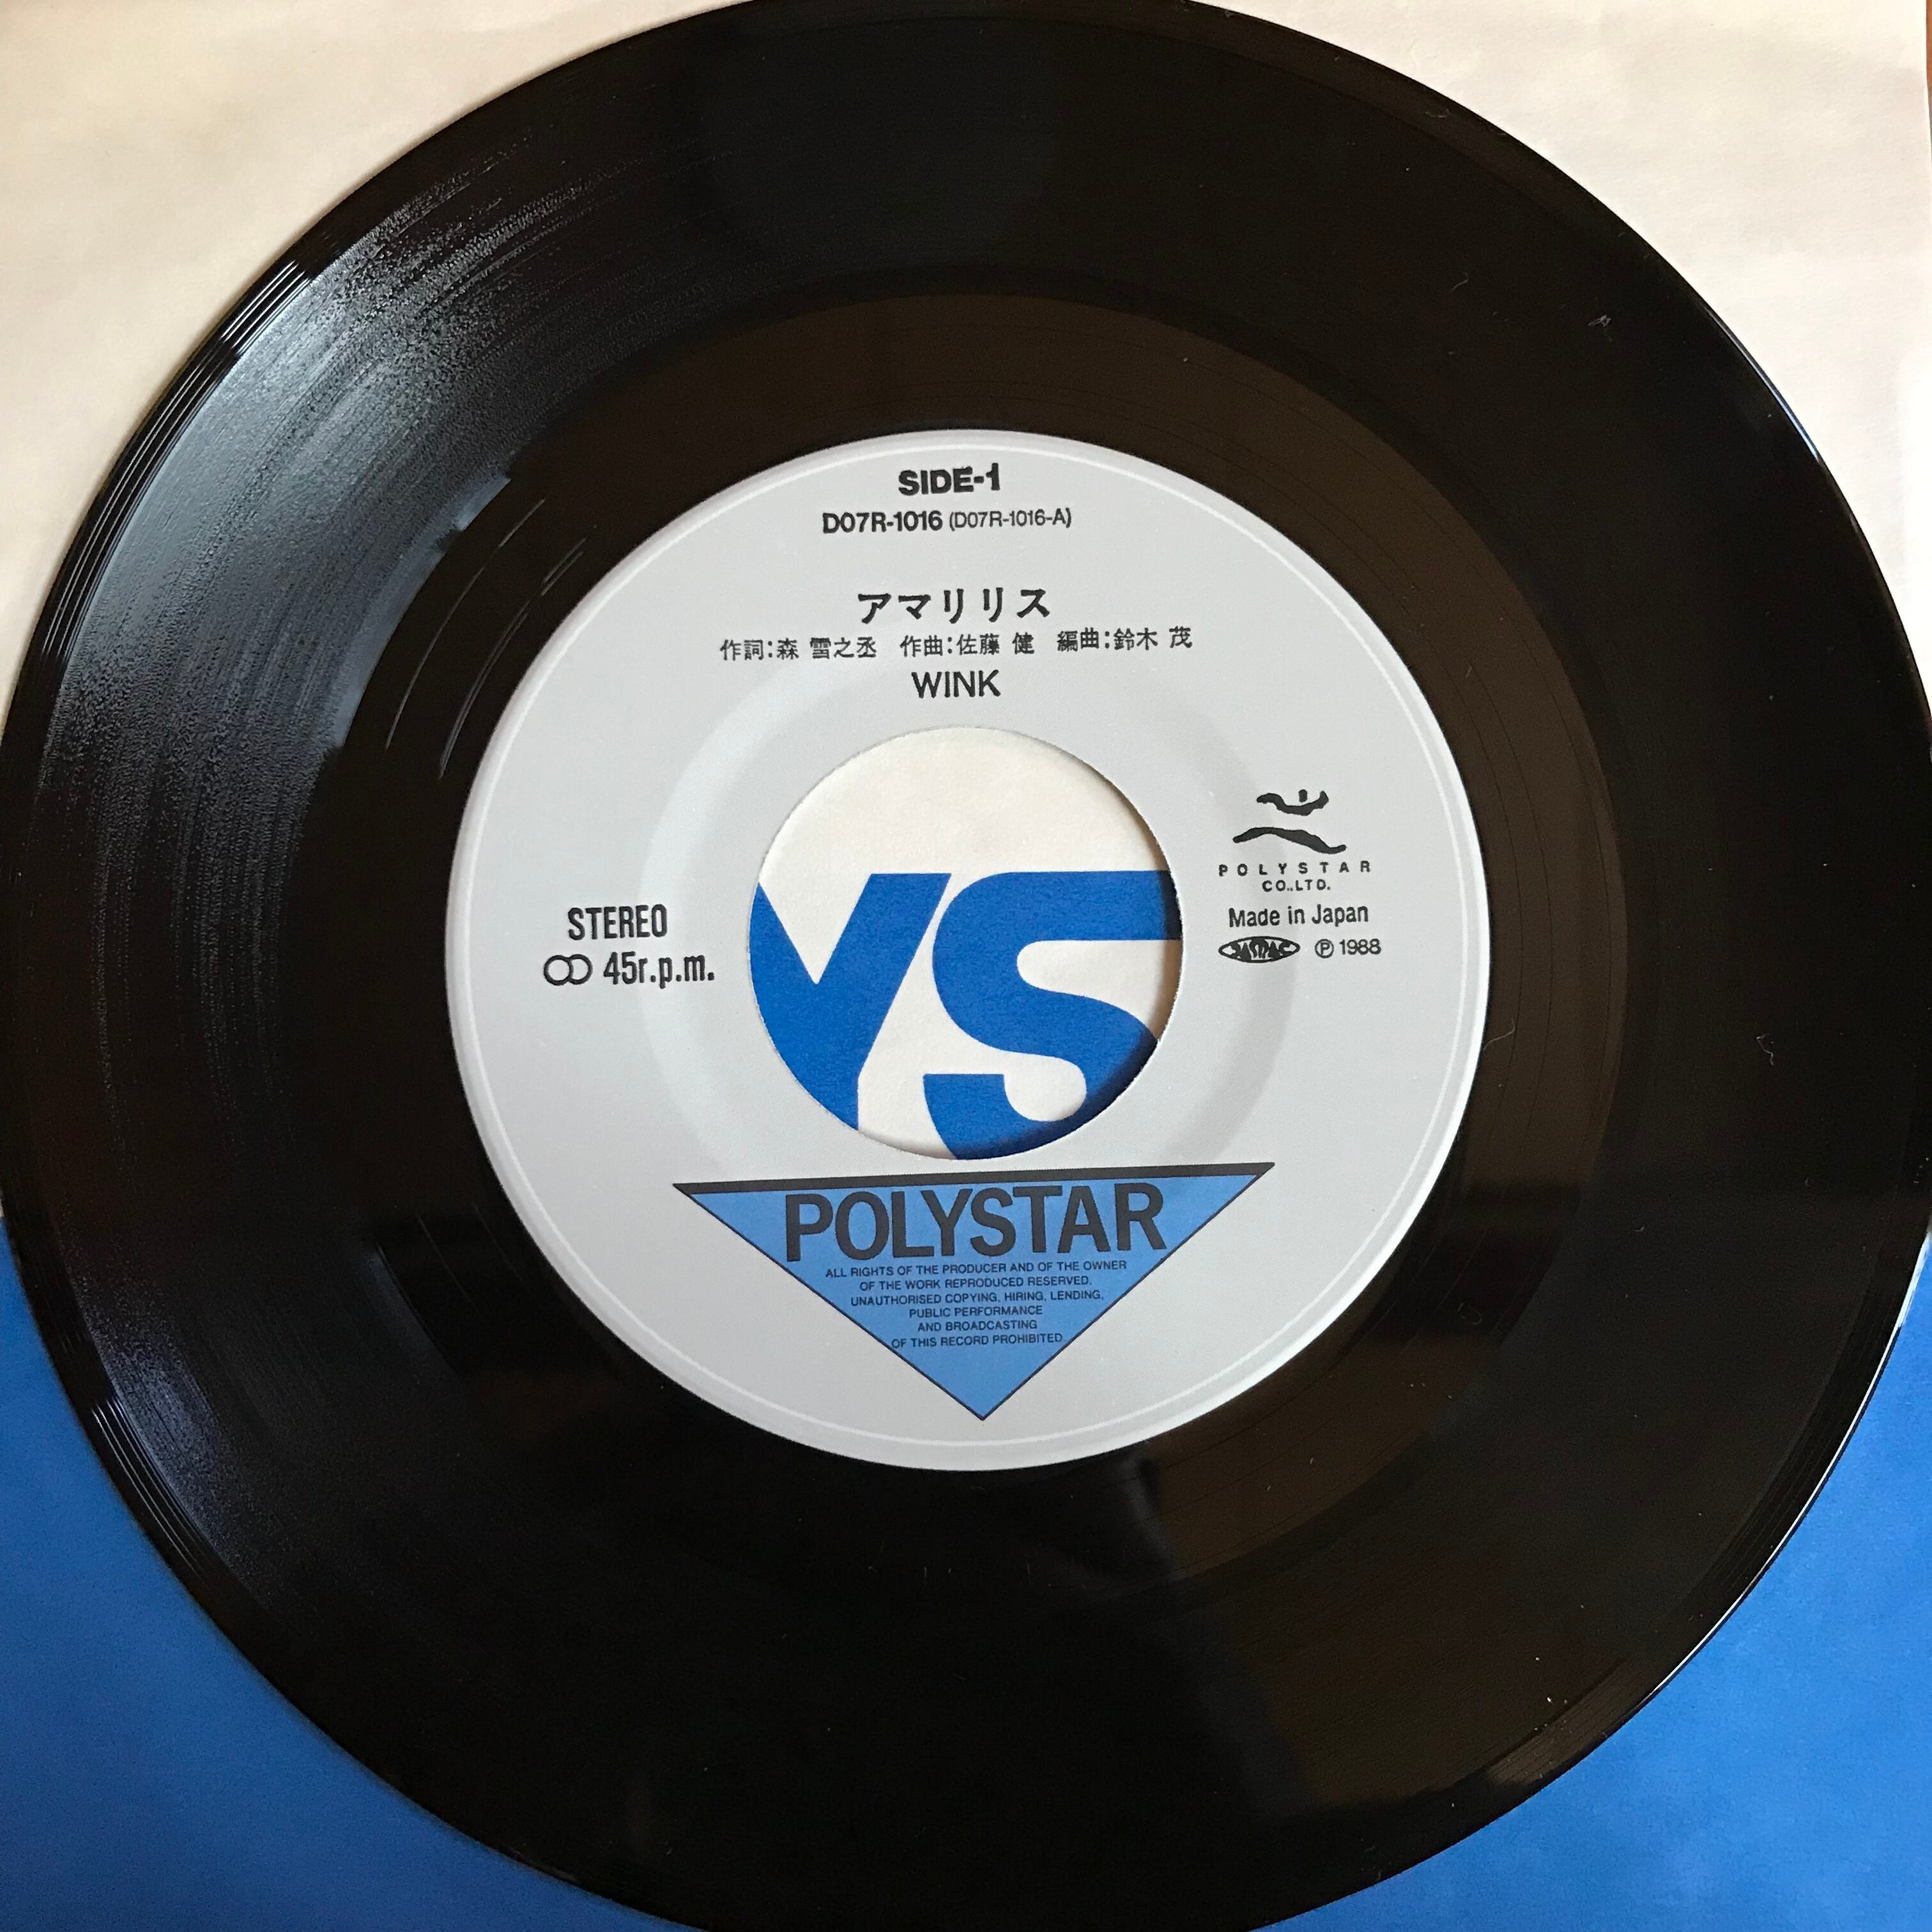 SIDE-1
D07R-1016 (D07R-1016-A)
アマリリス
作詞:森 雪之丞 作曲:佐藤 健 編曲:鈴木 茂
WINK
STEREO
45r.p.m.
POLYSTAR
CO.,LTD.
Made in Japan
JASRAC ℗ 1988
YS
POLYSTAR
ALL RIGHTS OF THE PRODUCER AND OF THE OWNER
OF THE WORK REPRODUCED RESERVED.
UNAUTHORISED COPYING, HIRING, LENDING,
PUBLIC PERFORMANCE
AND BROADCASTING
OF THIS RECORD PROHIBITED